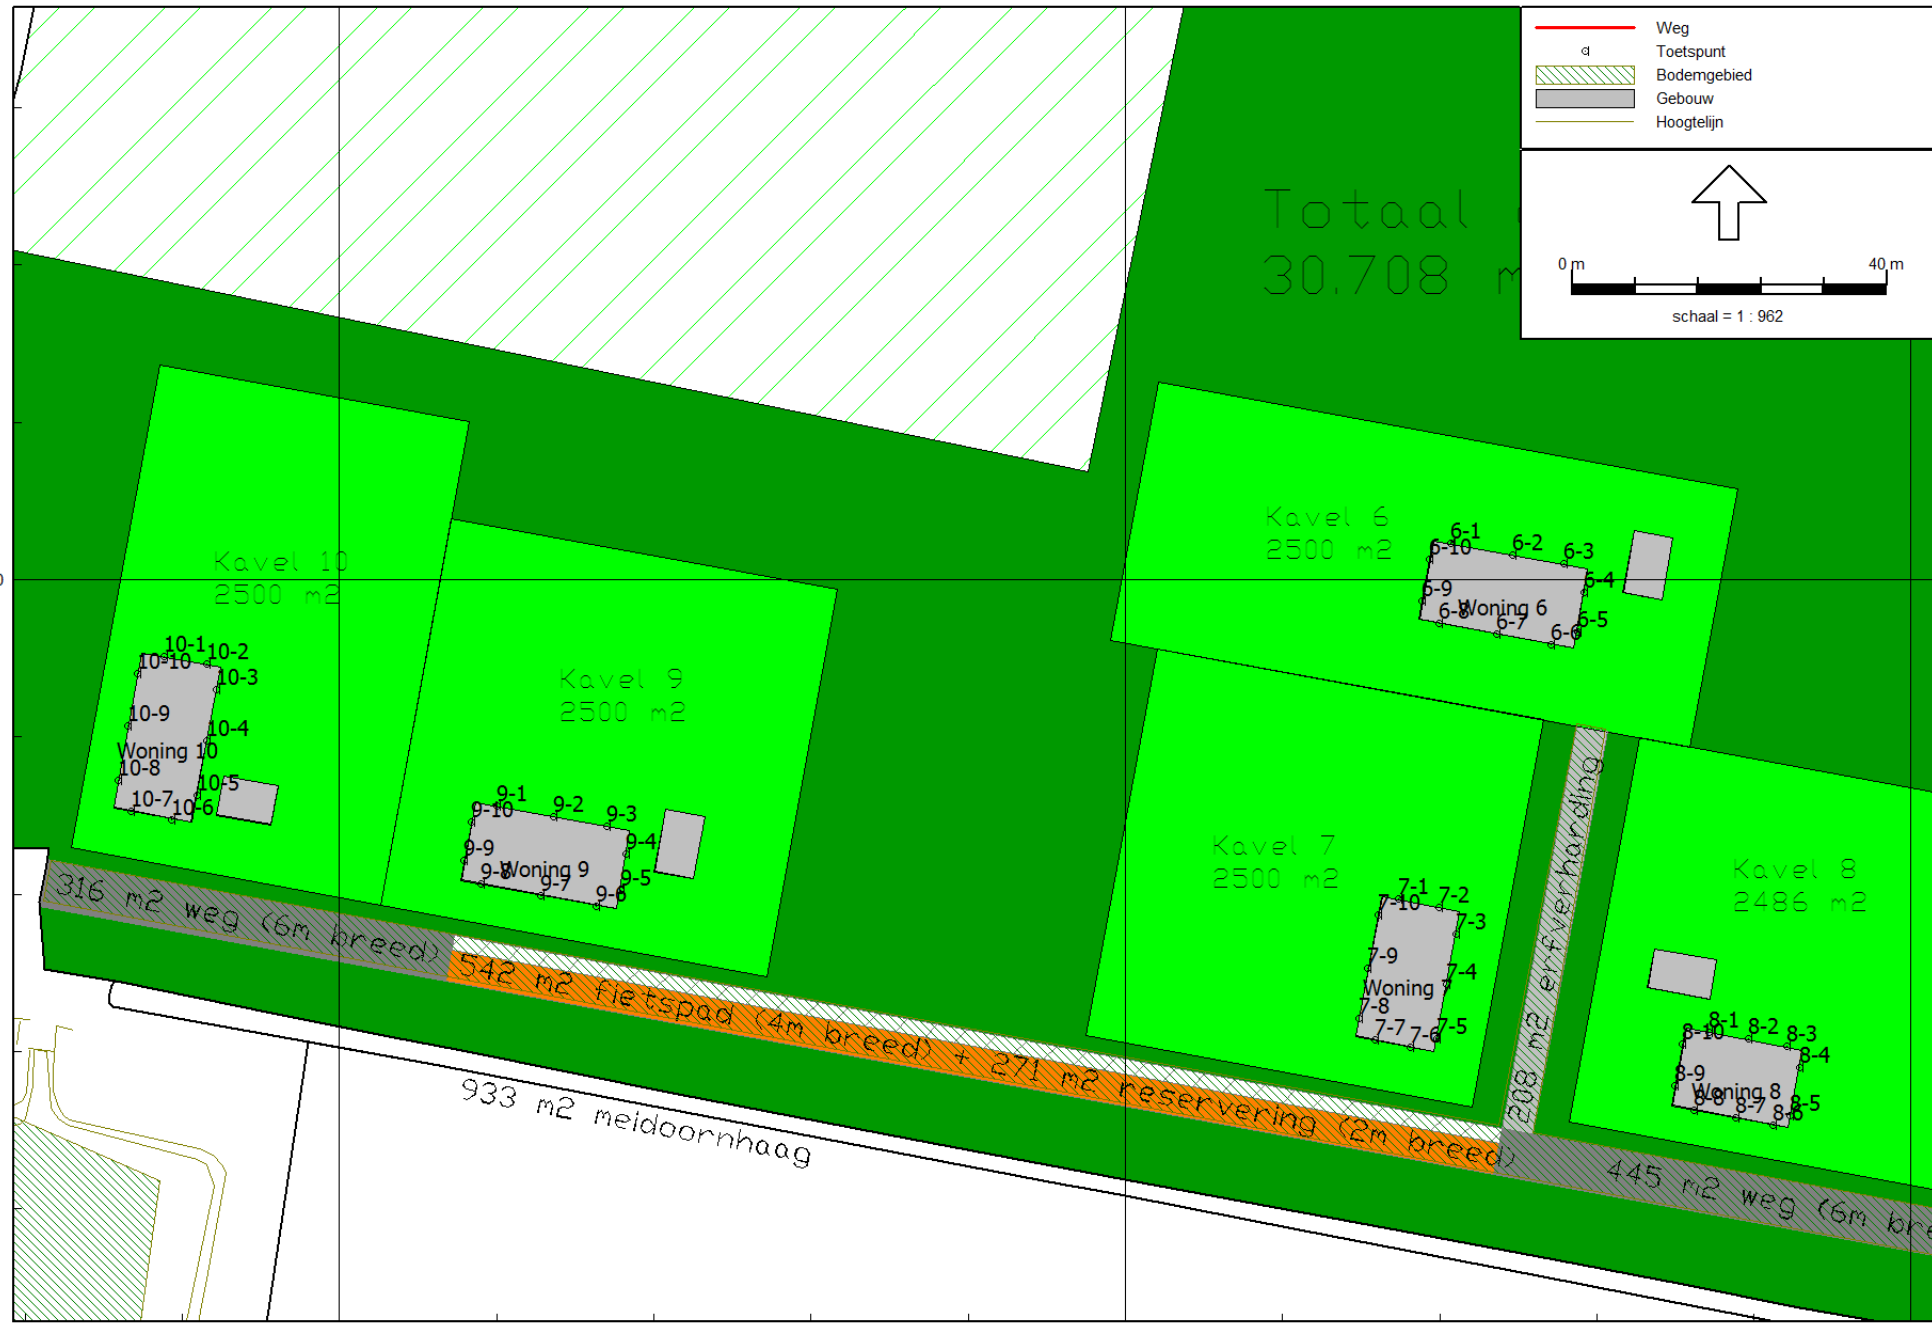 Weg
Toetspunt
Bodemgebied
Gebouw
Hoogtelijn
0 m 40 m
schaal = 1 : 962
Totaal
30.708 m
Kavel 6
2500 m2
6-1
6-2
6-3
6-10
6-4
6-9
Woning 6
6-8
6-7
6-5
6-6
Kavel 10
2500 m2
10-1
10-2
10-10
10-3
10-9
10-4
Woning 10
10-8
10-5
10-7
10-6
Kavel 9
2500 m2
9-1
9-2
9-3
9-10
9-4
9-9
Woning 9
9-8
9-7
9-5
9-6
Kavel 7
2500 m2
7-1
7-2
7-10
7-3
7-9
7-4
Woning 7
7-8
7-7
7-6
7-5
208 m2 erfverharding
Kavel 8
2486 m2
8-1
8-2
8-3
8-10
8-4
8-9
Woning 8
8-8
8-7
8-5
8-6
316 m2 weg (6m breed)
542 m2 fietspad (4m breed) + 271 m2 reservering (2m breed)
445 m2 weg (6m bre
933 m2 meidoornhaag